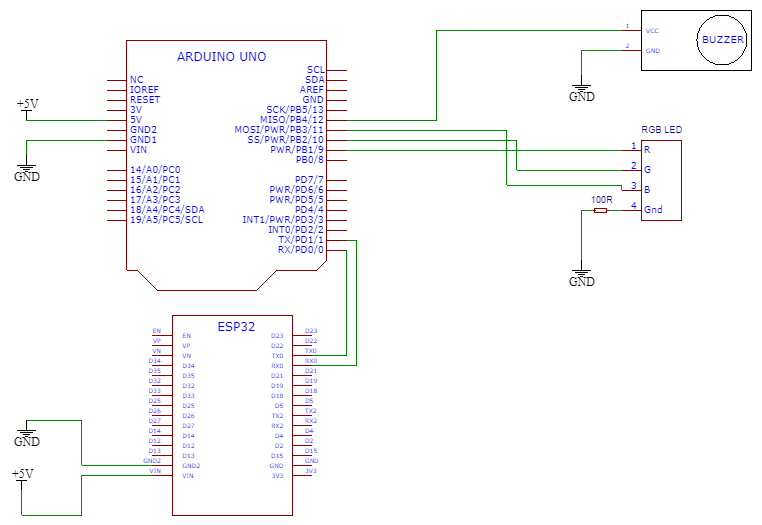 ARDUINO UNO
NC
IOREF
RESET
3V
5V
GND2
GND1
VIN
14/A0/PC0
15/A1/PC1
16/A2/PC2
17/A3/PC3
18/A4/PC4/SDA
19/A5/PC5/SCL
SCL
SDA
AREF
GND
SCK/PB5/13
MISO/PB4/12
MOSI/PWR/PB3/11
SS/PWR/PB2/10
PWR/PB1/9
PB0/8
PD7/7
PWR/PD6/6
PWR/PD5/5
PD4/4
INT1/PWR/PD3/3
INT0/PD2/2
TX/PD1/1
RX/PD0/0
+5V
GND
1 VCC
2 GND
BUZZER
GND
RGB LED
1 R
2 G
3 B
4 Gnd
100R
GND
ESP32
EN EN
VP VP
VN VN
D34 D34
D35 D35
D32 D32
D33 D33
D25 D25
D26 D26
D27 D27
D14 D14
D12 D12
D13 D13
GND2 GND2
VIN VIN
D23 D23
D22 D22
TX0 TX0
RX0 RX0
D21 D21
D19 D19
D18 D18
D5 D5
TX2 TX2
RX2 RX2
D4 D4
D2 D2
D15 D15
GND GND
3V3 3V3
GND
+5V